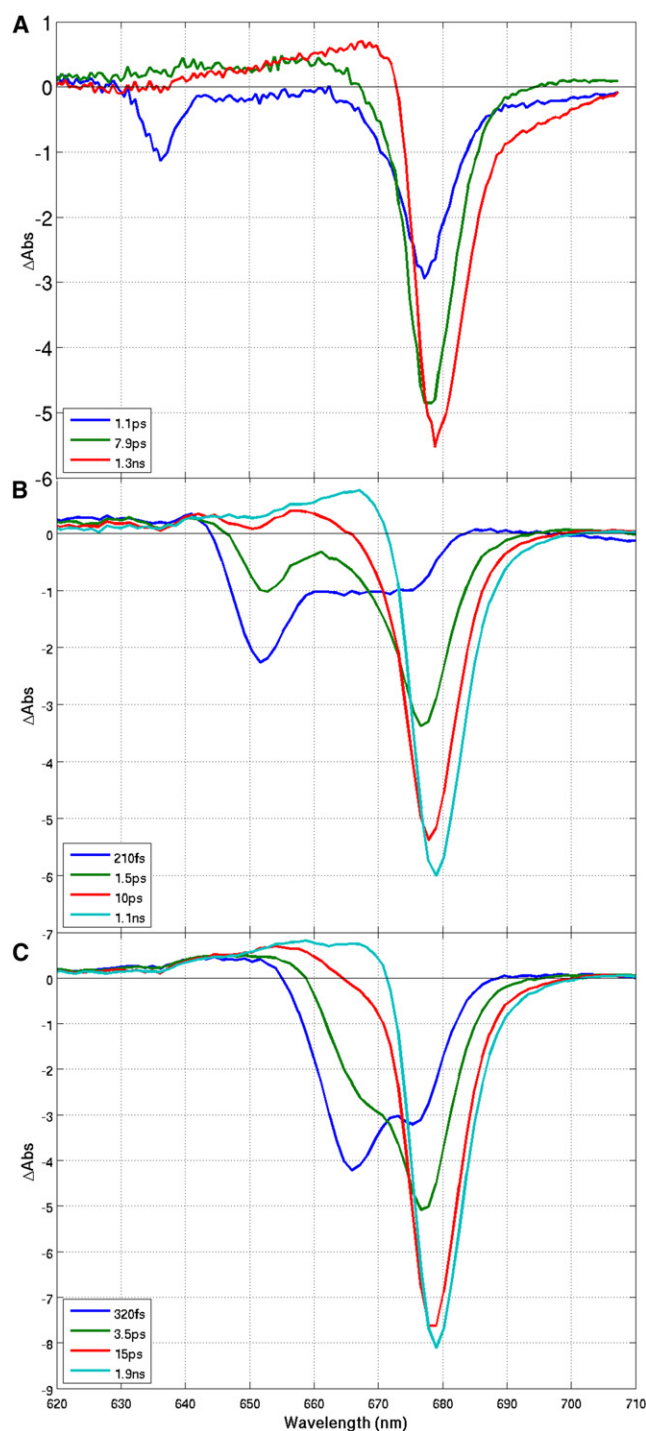 A
1
0
-1
-2
-3
-4
-5
-6
ΔAbs
1.1ps
7.9ps
1.3ns
B
0
-1
-2
-3
-4
-5
-6
-7
ΔAbs
210fs
1.5ps
10ps
1.1ns
C
0
-1
-2
-3
-4
-5
-6
-7
-8
-9
ΔAbs
320fs
3.5ps
15ps
1.9ns
620 630 640 650 660 670 680 690 700 710
Wavelength (nm)